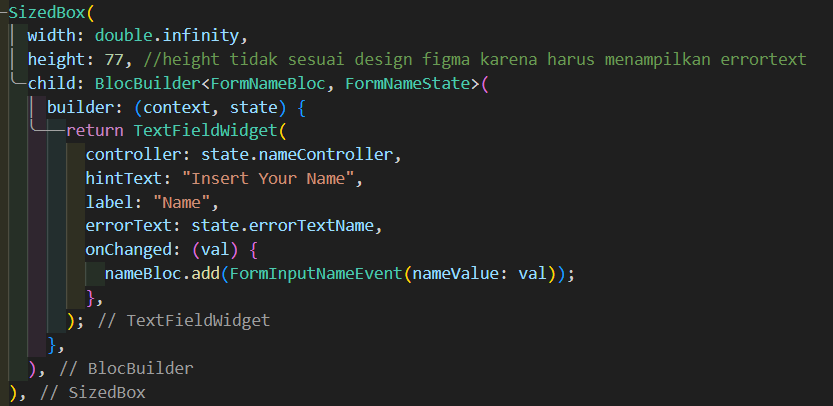 SizedBox(
width: double.infinity,
height: 77, //height tidak sesuai design figma karena harus menampilkan errortext
child: BlocBuilder<FormNameBloc, FormNameState>(
builder: (context, state) {
return TextFieldWidget(
controller: state.nameController,
hintText: "Insert Your Name",
label: "Name",
errorText: state.errorTextName,
onChanged: (val) {
nameBloc.add(FormInputNameEvent(nameValue: val));
},
); // TextFieldWidget
},
), // BlocBuilder
), // SizedBox